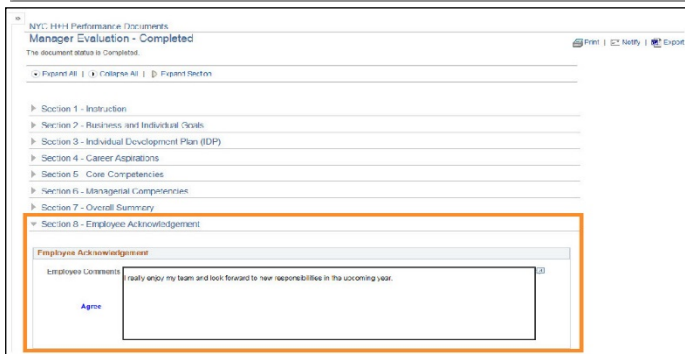 NYC H+H Performance Documents
Manager Evaluation - Completed
Print | Notify | Export
The document status is Completed.
Expand All | Collapse All | Expand Section
Section 1 - Instruction
Section 2 - Business and Individual Goals
Section 3 - Individual Development Plan (IDP)
Section 4 - Career Aspirations
Section 5 - Core Competencies
Section 6 - Managerial Competencies
Section 7 - Overall Summary
Section 8 - Employee Acknowledgement
Employee Acknowledgement
Employee Comments
I really enjoy my team and look forward to new responsibilities in the upcoming year.
Agree